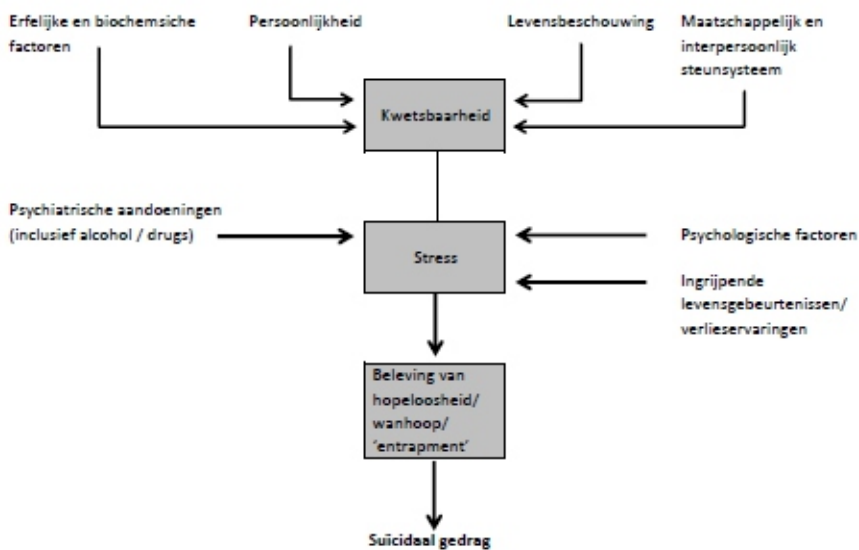 Erfelijke en biochemsiche
factoren
Persoonlijkheid
Levensbeschouwing
Maatschappelijk en
interpersoonlijk
steunsysteem
Kwetsbaarheid
Psychiatrische aandoeningen
(inclusief alcohol / drugs)
Stress
Psychologische factoren
Ingrijpende
levensgebeurtenissen/
verlieservaringen
Beleving van
hopeloosheid/
wanhoop/
‘entrapment’
Suïcidaal gedrag